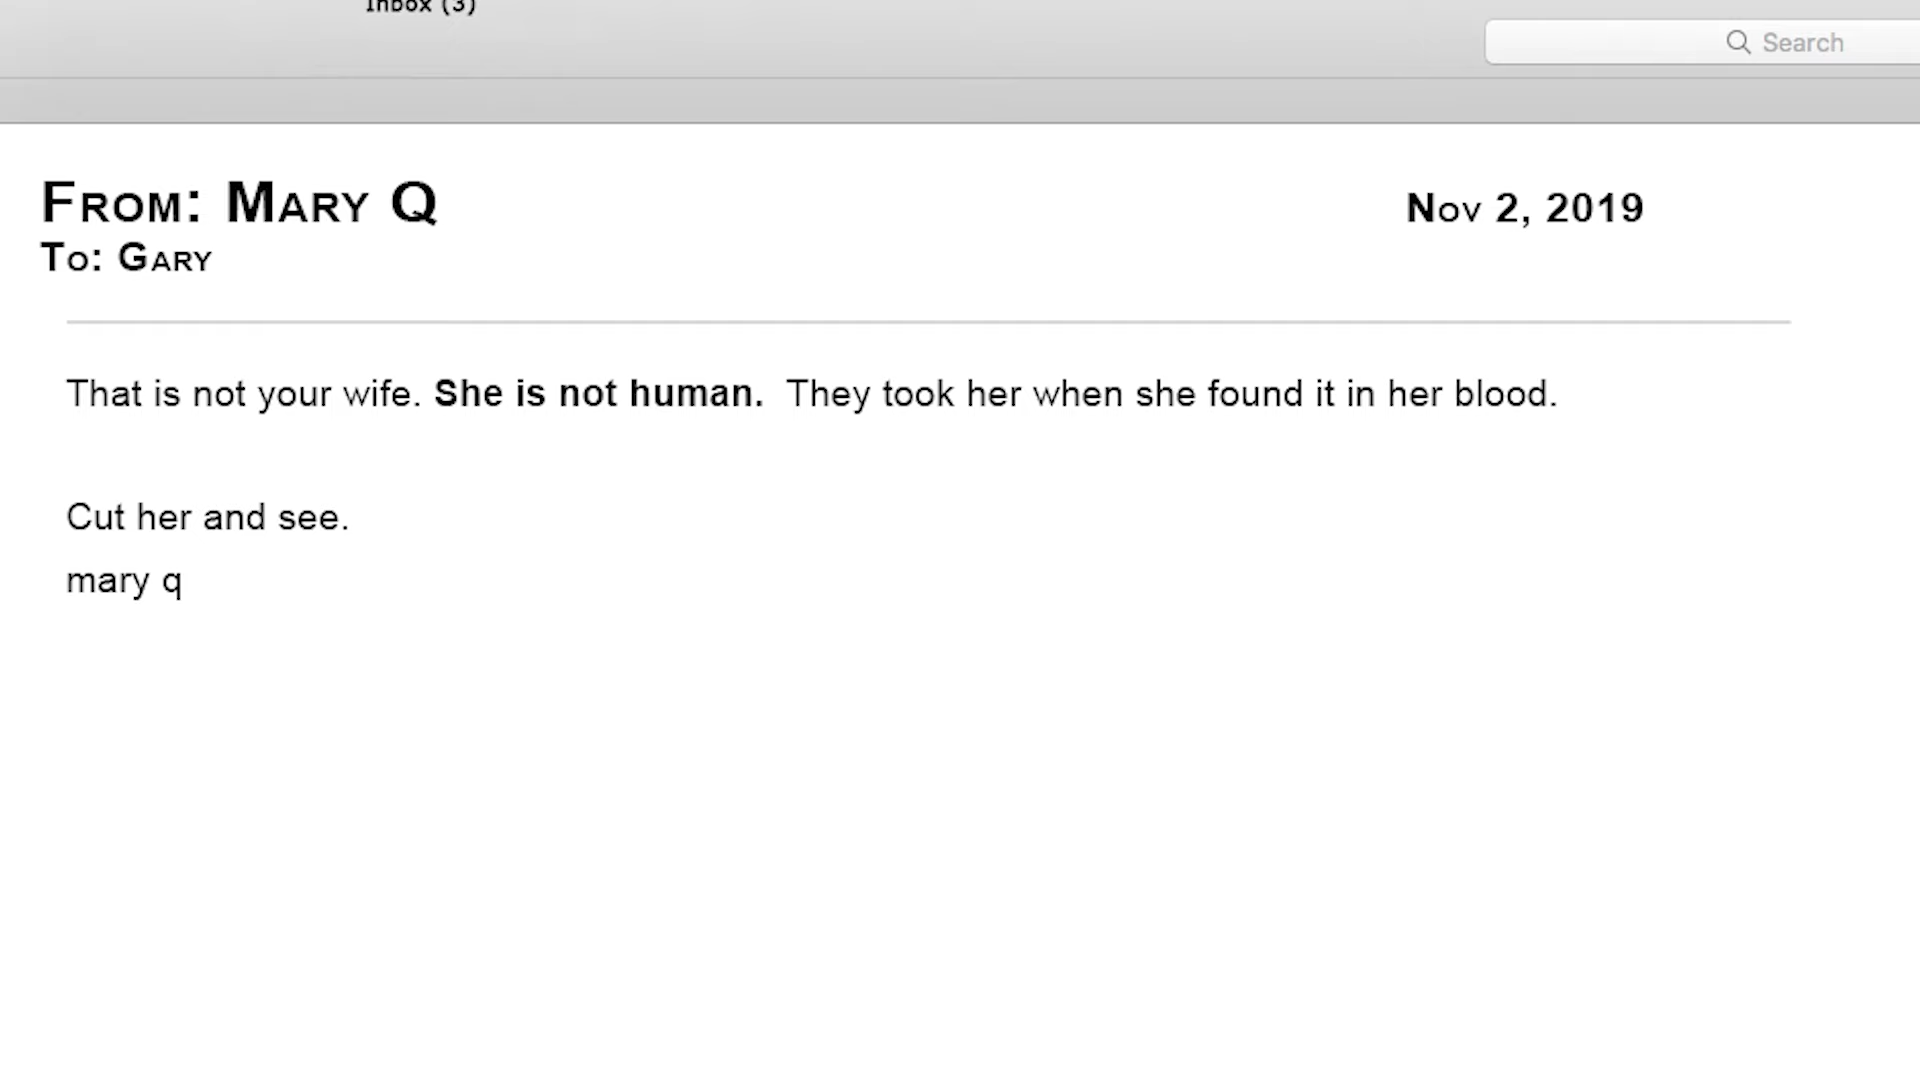 Inbox (3)
Search
From: Mary Q
Nov 2, 2019
To: Gary
That is not your wife. She is not human. They took her when she found it in her blood.
Cut her and see.
mary q